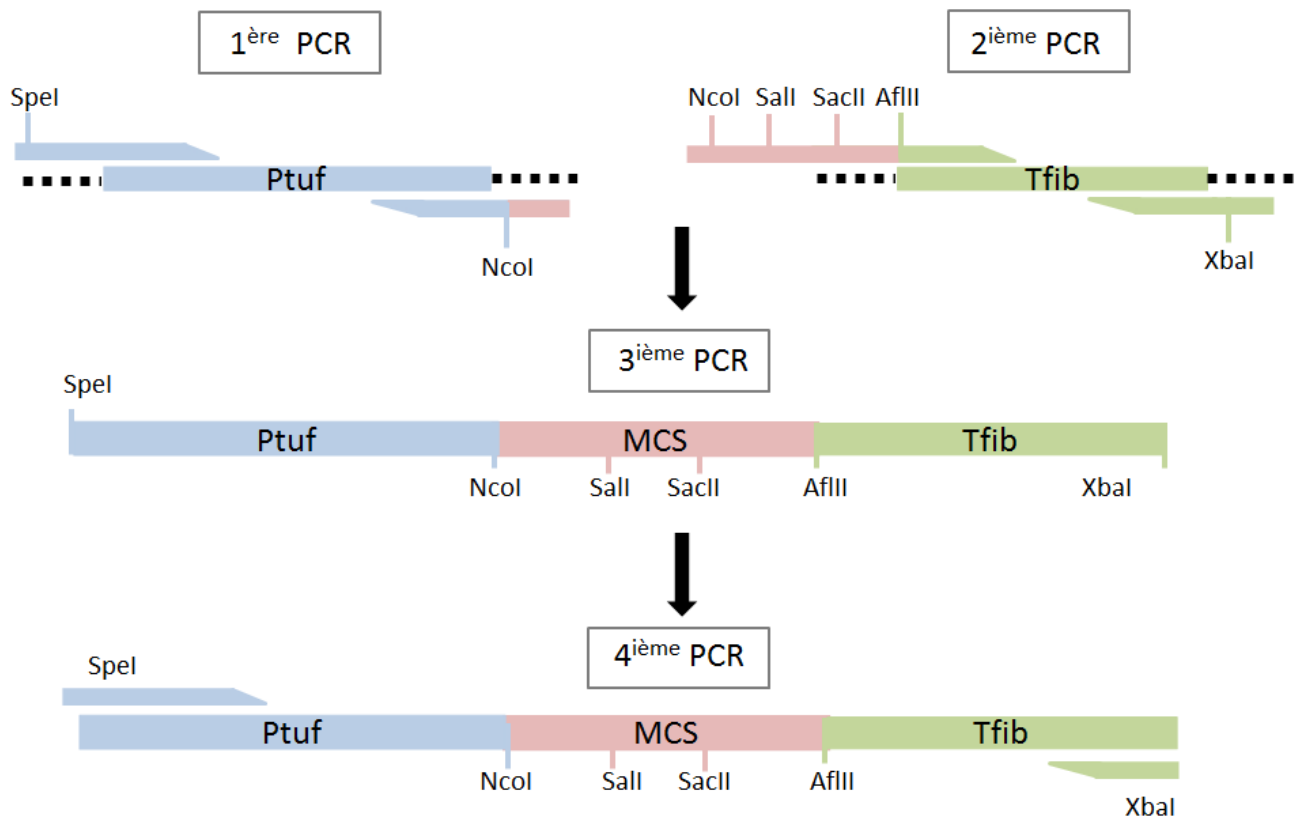 1ère PCR
2ième PCR
SpeI
NcoI SalI SacII AflII
Ptuf
Tfib
NcoI
XbaI
3ième PCR
SpeI
Ptuf MCS Tfib
NcoI SalI SacII AflII XbaI
4ième PCR
SpeI
Ptuf MCS Tfib
NcoI SalI SacII AflII
XbaI